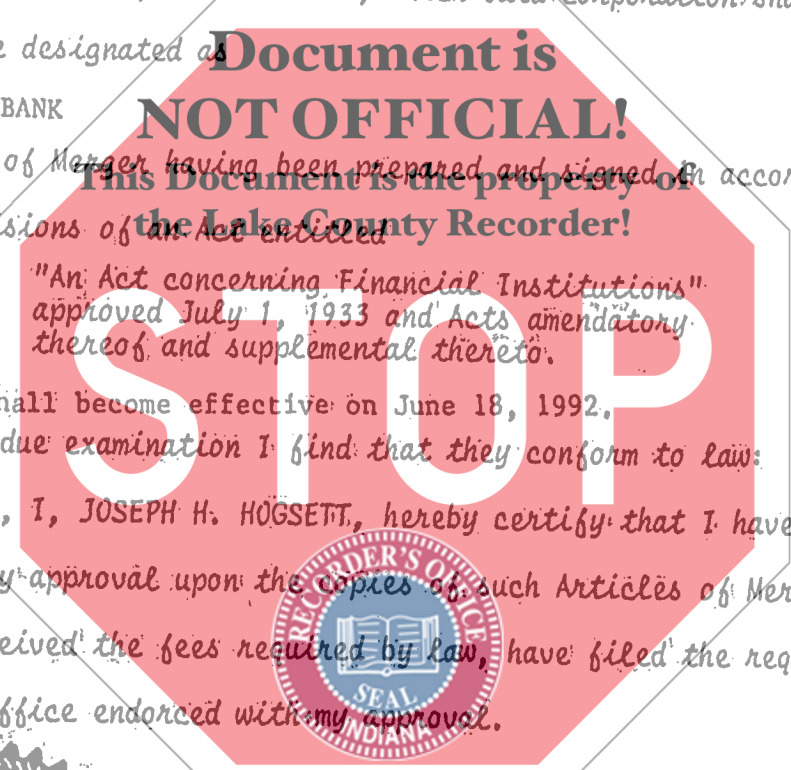 e designated as
Document is
BANK
NOT OFFICIAL!
of Merger having been prepared and signed in accor
This Document is the property of
sions of an Act entitled
the Lake County Recorder!
"An Act concerning Financial Institutions"
approved July 1, 1933 and Acts amendatory
thereof and supplemental thereto.
STOP
hall become effective on June 18, 1992.
due examination I find that they conform to law:
, I, JOSEPH H. HOGSETT, hereby certify that I have
y approval upon the copies of such Articles of Mer
eived the fees required by law, have filed the req
ffice endorced with my approval.
RECORDER'S OFFICE
SEAL
INDIANA